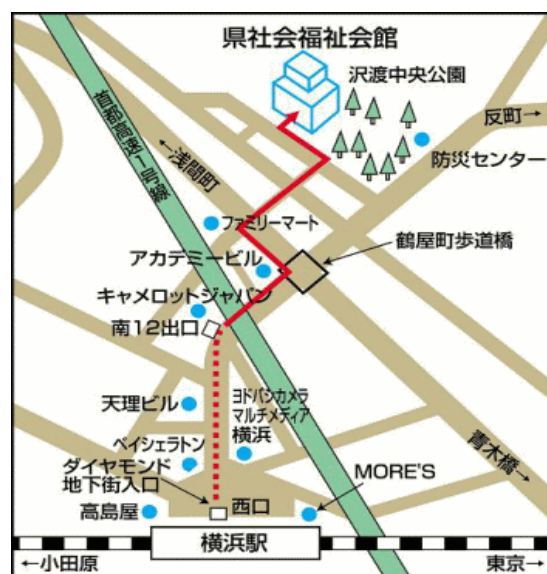 県社会福祉会館
沢渡中央公園
反町→
防災センター
首都高速1号線
←浅間町
ファミリーマート
鶴屋町歩道橋
アカデミービル
キャメロットジャパン
南12出口
天理ビル
ヨドバシカメラ
マルチメディア
横浜
ベイシェラトン
ダイヤモンド
地下街入口
青木橋→
MORE'S
西口
高島屋
横浜駅
←小田原
東京→